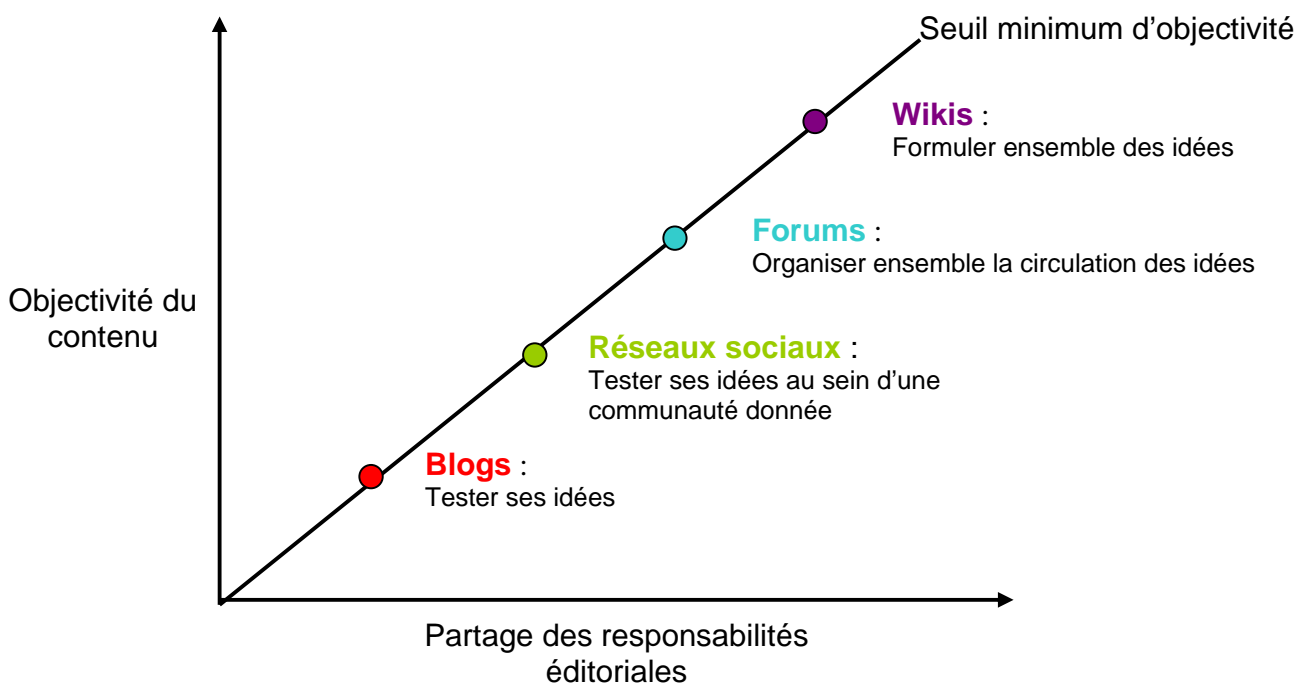 Seuil minimum d'objectivité
Wikis :
Formuler ensemble des idées
Forums :
Organiser ensemble la circulation des idées
Objectivité du
contenu
Réseaux sociaux :
Tester ses idées au sein d'une
communauté donnée
Blogs :
Tester ses idées
Partage des responsabilités
éditoriales